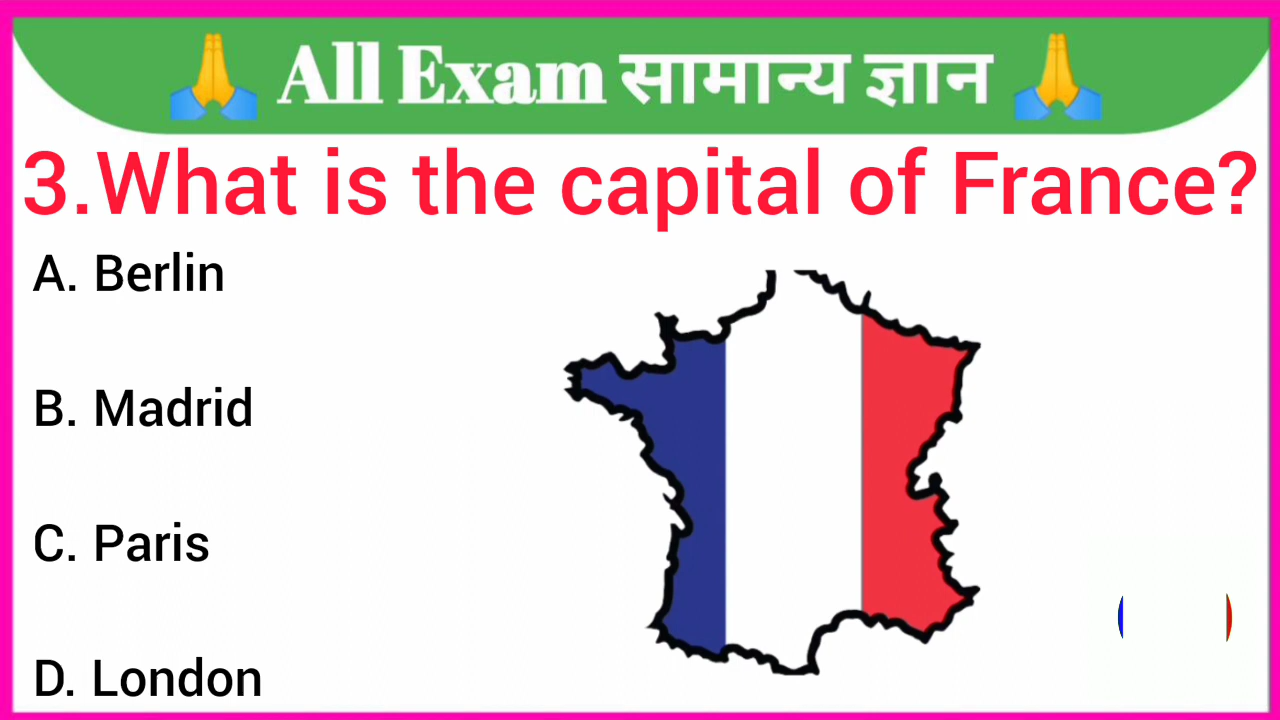 All Exam सामान्य ज्ञान
3.What is the capital of France?
A. Berlin
B. Madrid
C. Paris
D. London